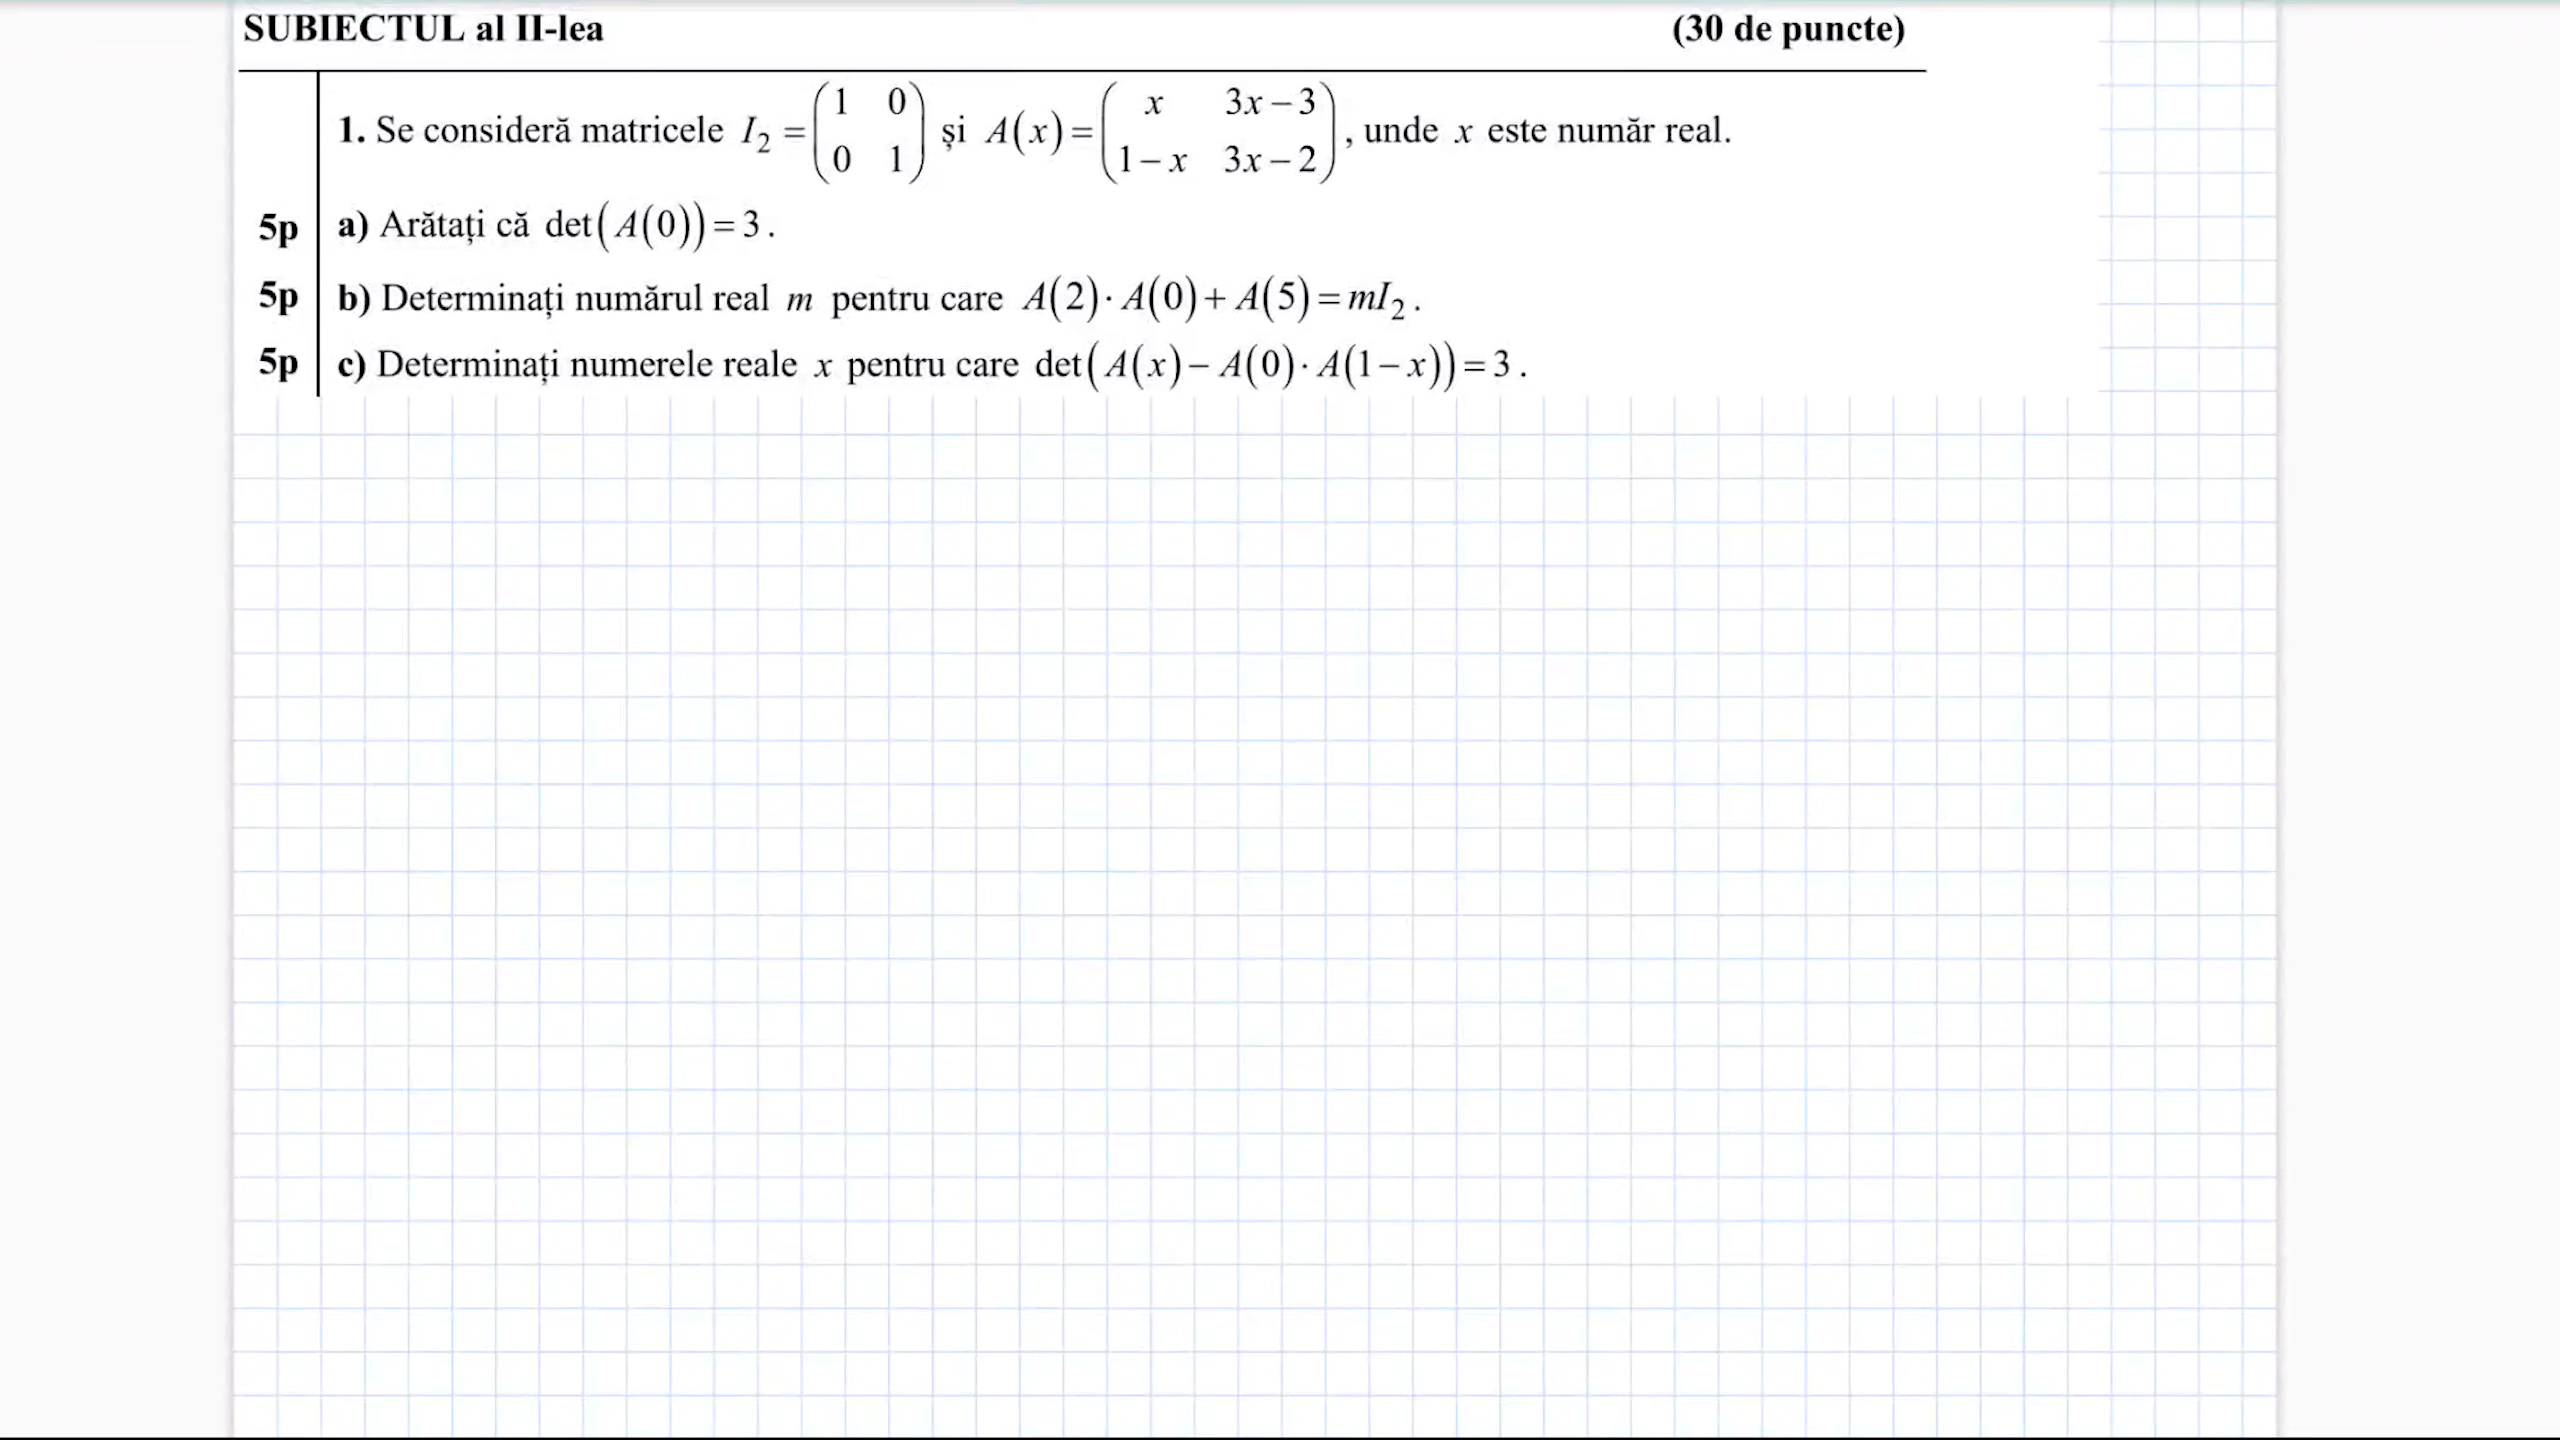 SUBIECTUL al II-lea (30 de puncte)
1. Se consideră matricele I₂ = (1 0; 0 1) și A(x) = (x 3x−3; 1−x 3x−2), unde x este număr real.
5p a) Arătați că det(A(0)) = 3.
5p b) Determinați numărul real m pentru care A(2)·A(0)+A(5)=mI₂.
5p c) Determinați numerele reale x pentru care det(A(x)−A(0)·A(1−x))=3.